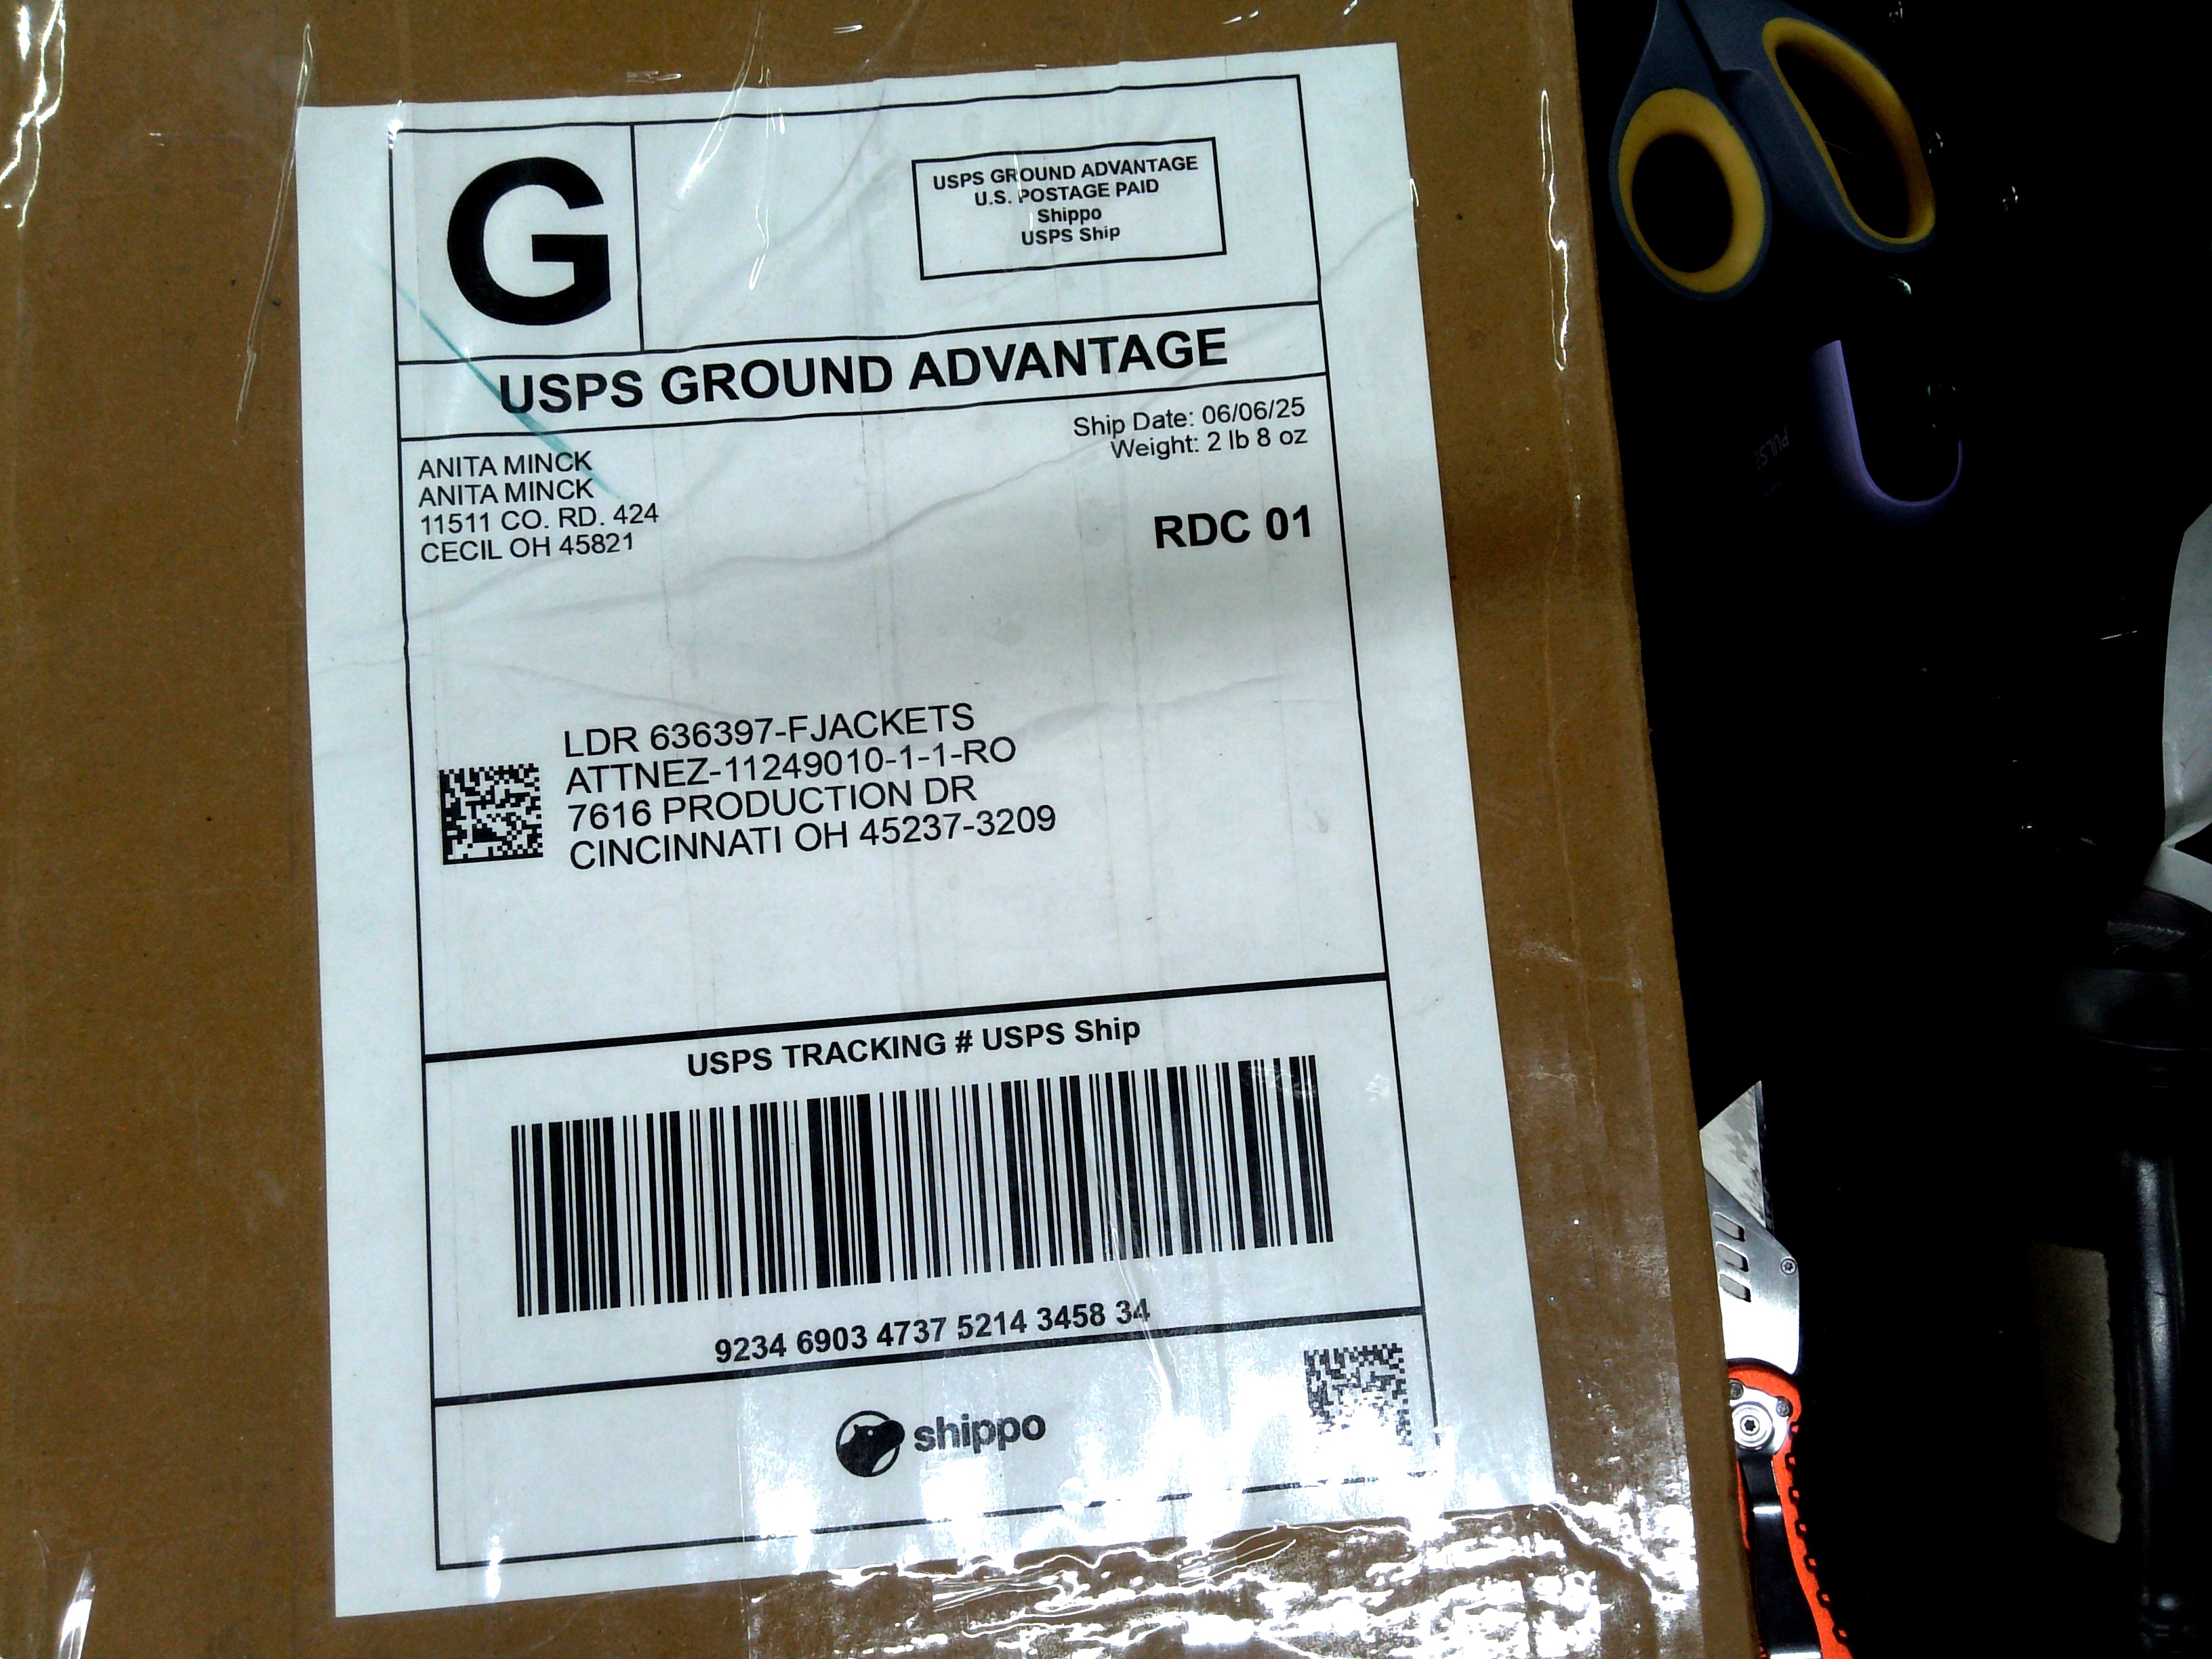 G
USPS GROUND ADVANTAGE
U.S. POSTAGE PAID
Shippo
USPS Ship
USPS GROUND ADVANTAGE
Ship Date: 06/06/25
Weight: 2 lb 8 oz
ANITA MINCK
ANITA MINCK
11511 CO. RD. 424
CECIL OH 45821
RDC 01
LDR 636397-FJACKETS
ATTNEZ-11249010-1-1-RO
7616 PRODUCTION DR
CINCINNATI OH 45237-3209
USPS TRACKING # USPS Ship
9234 6903 4737 5214 3458 34
shippo